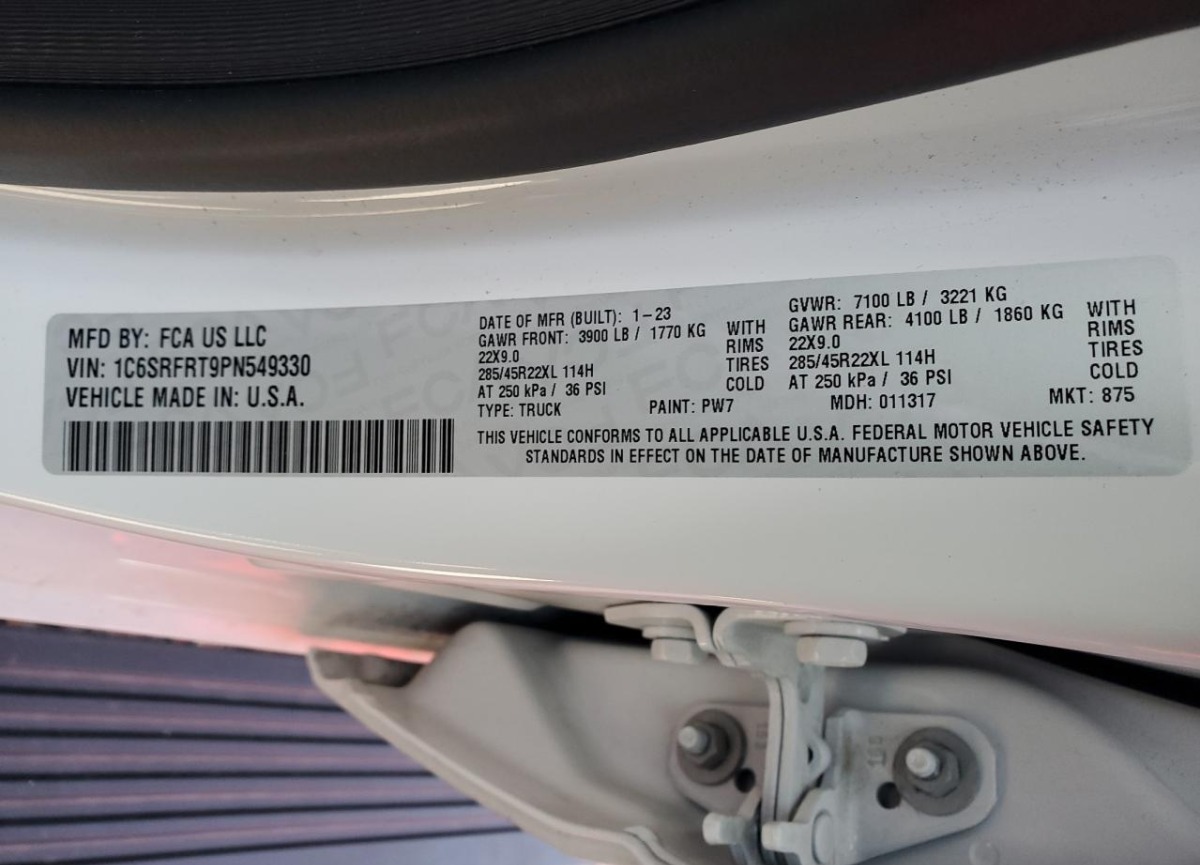 MFD BY: FCA US LLC
VIN: 1C6SRFRT9PN549330
VEHICLE MADE IN: U.S.A.
DATE OF MFR (BUILT): 1-23
GAWR FRONT: 3900 LB / 1770 KG WITH
22X9.0 RIMS
285/45R22XL 114H TIRES
AT 250 kPa / 36 PSI COLD
GVWR: 7100 LB / 3221 KG
GAWR REAR: 4100 LB / 1860 KG WITH
22X9.0 RIMS
285/45R22XL 114H TIRES
AT 250 kPa / 36 PSI COLD
TYPE: TRUCK PAINT: PW7 MDH: 011317 MKT: 875
THIS VEHICLE CONFORMS TO ALL APPLICABLE U.S.A. FEDERAL MOTOR VEHICLE SAFETY
STANDARDS IN EFFECT ON THE DATE OF MANUFACTURE SHOWN ABOVE.